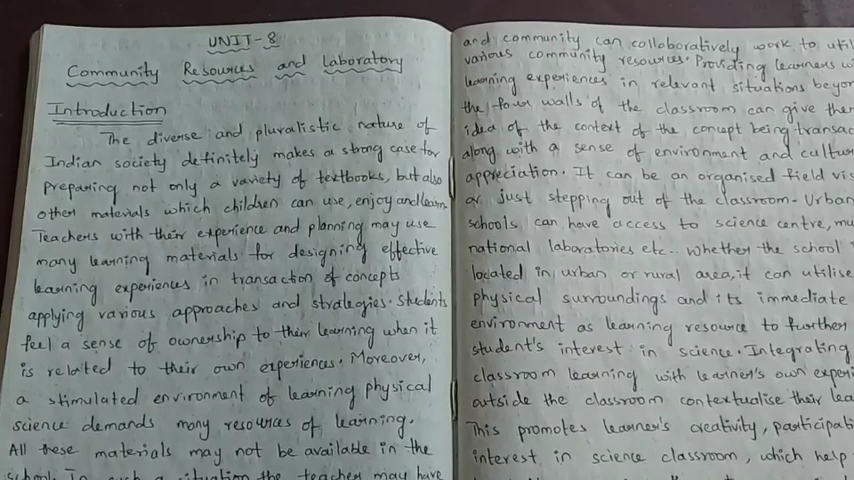 UNIT-8
Community Resources and Laboratory
Introduction
The diverse and pluralistic nature of
Indian society definitely makes a strong case for
preparing not only a variety of textbooks, but also
other materials which children can use, enjoy and learn.
Teachers with their experience and planning may use
many learning materials for designing effective
learning experiences in transaction of concepts
applying various approaches and strategies. Students
feel a sense of ownership to their learning when it
is related to their own experiences. Moreover,
a stimulated environment of learning physical
science demands many resources of learning.
All these materials may not be available in the
school. In such a situation the teacher may have
and community can collaboratively work to
various community resources. Providing learners
learning experiences in relevant situations
the four walls of the classroom can give
idea of the context of the concept being
along with a sense of environment and
appreciation. It can be an organised field
or just stepping out of the classroom. Urban
schools can have access to science centre,
national laboratories etc.. whether the school
located in urban or rural area, it can utilise
physical surroundings and its immediate
environment as learning resource to further
student's interest in science. Integrating
classroom learning with learner's own
outside the classroom contextualise their
This promotes learner's creativity,
interest in science classroom, which help